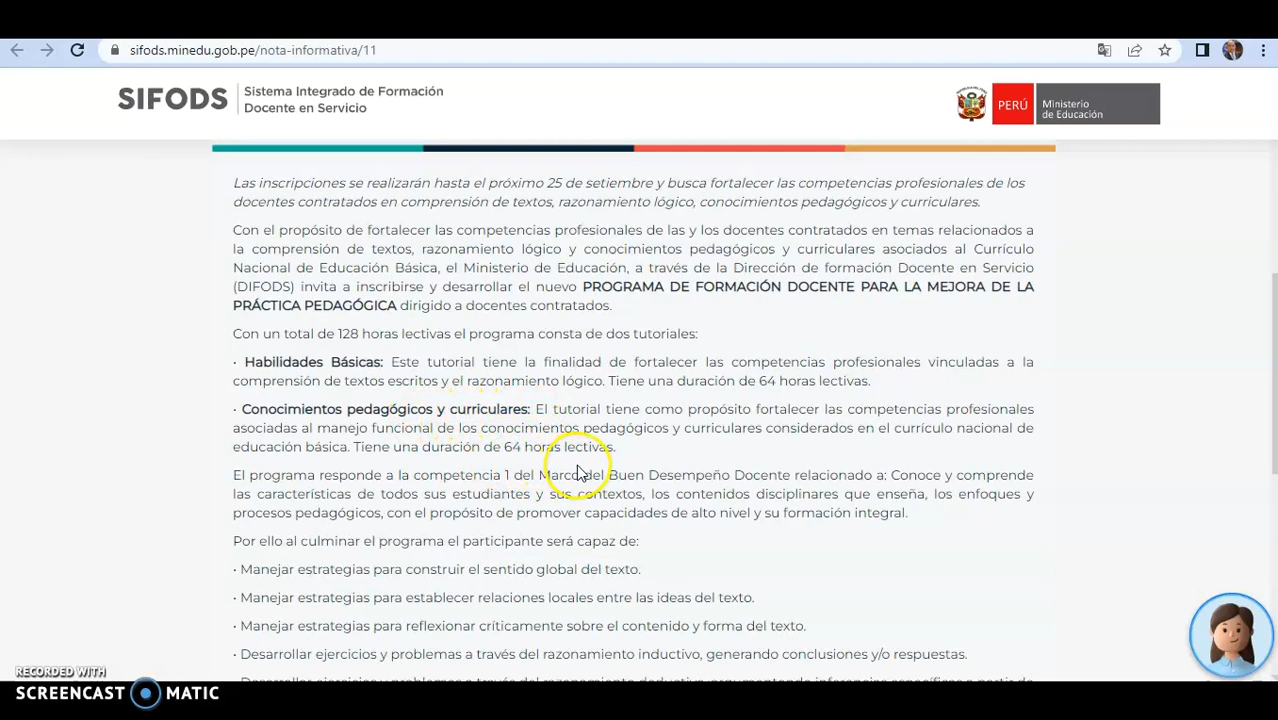 sifods.minedu.gob.pe/nota-informativa/11
SIFODS
Sistema Integrado de Formación
Docente en Servicio
PERÚ
Ministerio
de Educación
Las inscripciones se realizarán hasta el próximo 25 de setiembre y busca fortalecer las competencias profesionales de los
docentes contratados en comprensión de textos, razonamiento lógico, conocimientos pedagógicos y curriculares.
Con el propósito de fortalecer las competencias profesionales de las y los docentes contratados en temas relacionados a
la comprensión de textos, razonamiento lógico y conocimientos pedagógicos y curriculares asociados al Currículo
Nacional de Educación Básica, el Ministerio de Educación, a través de la Dirección de formación Docente en Servicio
(DIFODS) invita a inscribirse y desarrollar el nuevo PROGRAMA DE FORMACIÓN DOCENTE PARA LA MEJORA DE LA
PRÁCTICA PEDAGÓGICA dirigido a docentes contratados.
Con un total de 128 horas lectivas el programa consta de dos tutoriales:
• Habilidades Básicas: Este tutorial tiene la finalidad de fortalecer las competencias profesionales vinculadas a la
comprensión de textos escritos y el razonamiento lógico. Tiene una duración de 64 horas lectivas.
• Conocimientos pedagógicos y curriculares: El tutorial tiene como propósito fortalecer las competencias profesionales
asociadas al manejo funcional de los conocimientos pedagógicos y curriculares considerados en el currículo nacional de
educación básica. Tiene una duración de 64 horas lectivas.
El programa responde a la competencia 1 del Marco del Buen Desempeño Docente relacionado a: Conoce y comprende
las características de todos sus estudiantes y sus contextos, los contenidos disciplinares que enseña, los enfoques y
procesos pedagógicos, con el propósito de promover capacidades de alto nivel y su formación integral.
Por ello al culminar el programa el participante será capaz de:
• Manejar estrategias para construir el sentido global del texto.
• Manejar estrategias para establecer relaciones locales entre las ideas del texto.
• Manejar estrategias para reflexionar críticamente sobre el contenido y forma del texto.
• Desarrollar ejercicios y problemas a través del razonamiento inductivo, generando conclusiones y/o respuestas.
RECORDED WITH
SCREENCAST MATIC